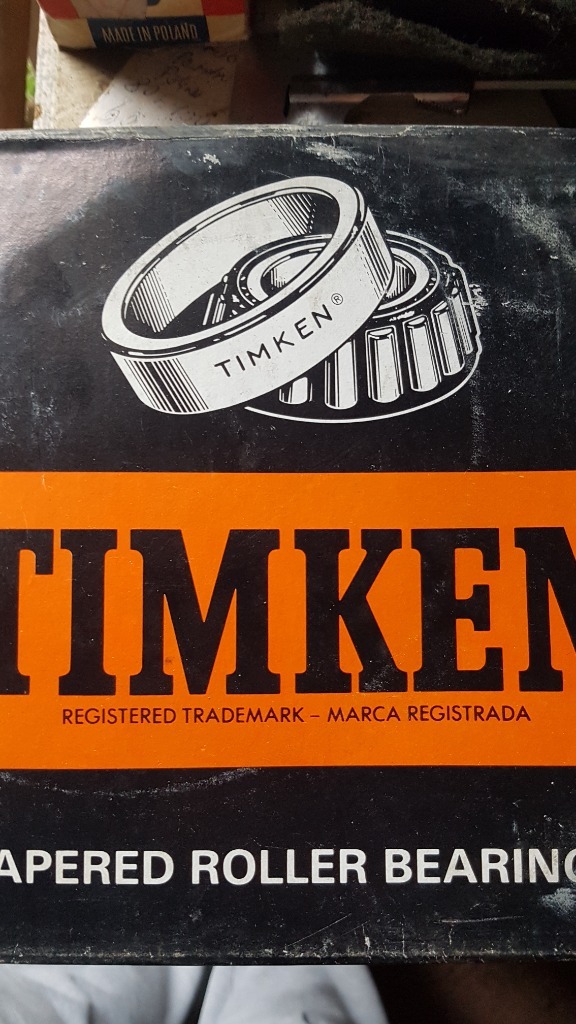 MADE IN POLAND
TIMKEN®
TIMKEN
REGISTERED TRADEMARK – MARCA REGISTRADA
APERED ROLLER BEARING